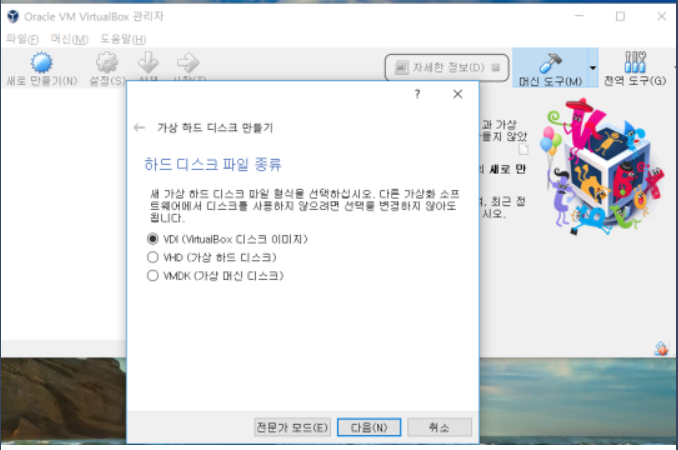 Oracle VM VirtualBox 관리자
파일(F) 머신(M) 도움말(H)
새로 만들기(N) 설정(S) 삭제 시작(T) 자세한 정보(D) 머신 도구(M) 전역 도구(G)
?
가상 하드 디스크 만들기
하드 디스크 파일 종류
새 가상 하드 디스크 파일 형식을 선택하십시오. 다른 가상화 소프
트웨어에서 디스크를 사용하지 않으려면 선택을 변경하지 않아도
됩니다.
VDI (VirtualBox 디스크 이미지)
VHD (가상 하드 디스크)
VMDK (가상 머신 디스크)
전문가 모드(E) 다음(N) 취소
과 가상
들지 않았
새로 만
최근 정
시오.